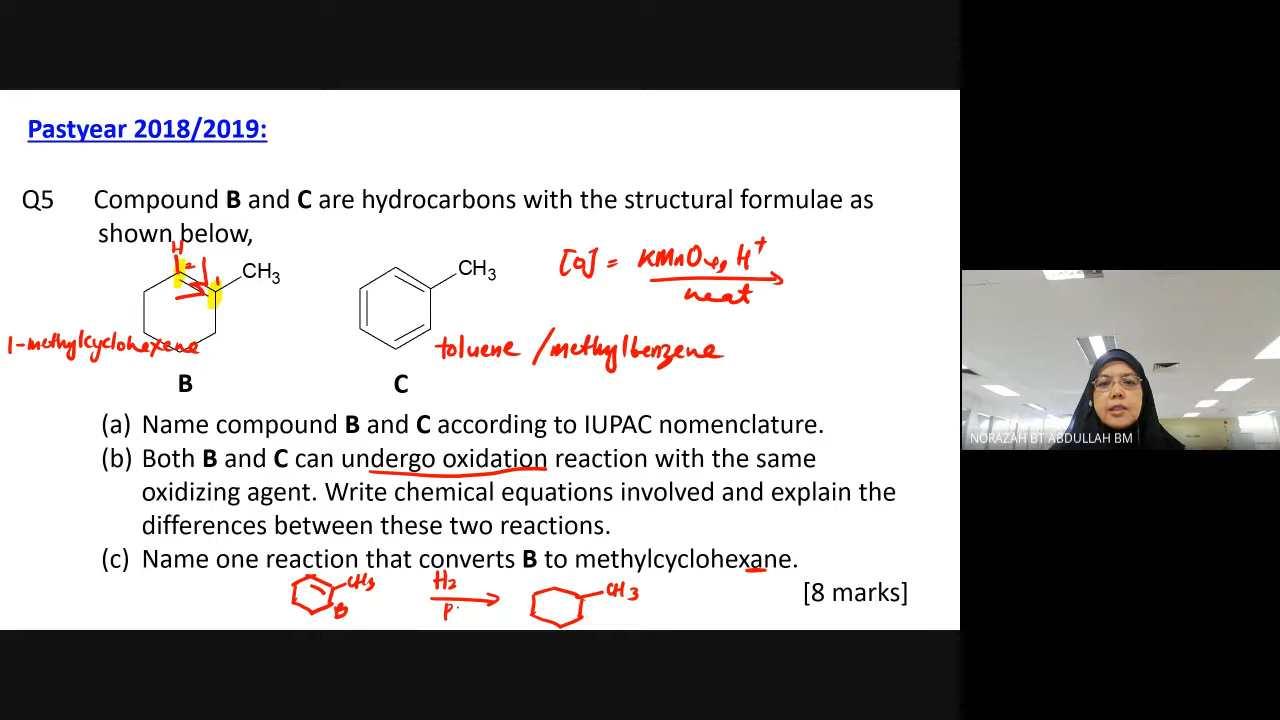 Pastyear 2018/2019:
Q5 Compound B and C are hydrocarbons with the structural formulae as
shown below,
H
2
1
CH3
CH3
[O] = KMnO4, H+
heat
1-methylcyclohexene
toluene /methylbenzene
B
C
(a) Name compound B and C according to IUPAC nomenclature.
(b) Both B and C can undergo oxidation reaction with the same
oxidizing agent. Write chemical equations involved and explain the
differences between these two reactions.
(c) Name one reaction that converts B to methylcyclohexane.
[8 marks]
CH3
B
H2
P
CH3
NORAZAH BT ABDULLAH BM